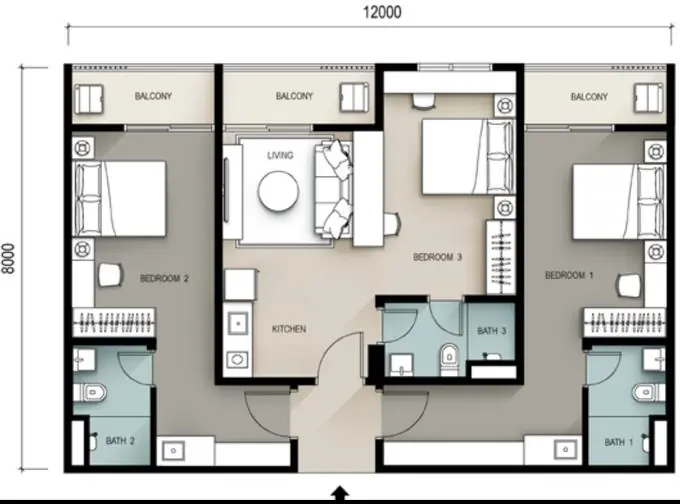 12000
8000
BALCONY
BALCONY
BALCONY
LIVING
BEDROOM 3
BEDROOM 2
BEDROOM 1
KITCHEN
BATH 3
BATH 2
BATH 1